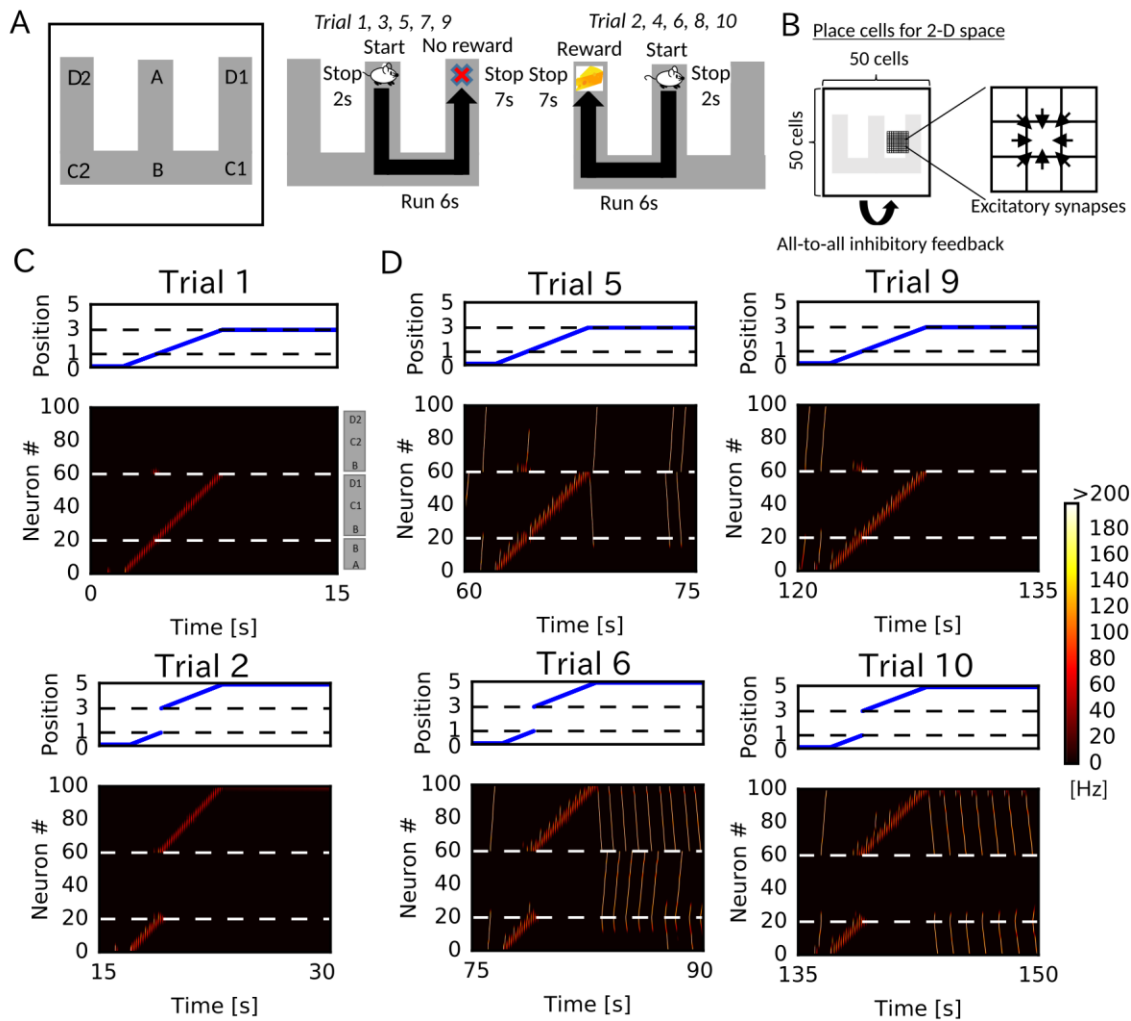 A
D2
A
D1
C2
B
C1
Trial 1, 3, 5, 7, 9
Start
No reward
Stop
2s
Stop
7s
Run 6s
Trial 2, 4, 6, 8, 10
Reward
Start
Stop
7s
Stop
2s
Run 6s
B
Place cells for 2-D space
50 cells
50 cells
Excitatory synapses
All-to-all inhibitory feedback
C
Trial 1
Position
5
3
1
0
Neuron #
100
80
60
40
20
0
D2
C2
B
D1
C1
B
B
A
0
15
Time [s]
Trial 2
Position
5
3
1
0
Neuron #
100
80
60
40
20
0
15
30
Time [s]
D
Trial 5
Position
5
3
1
0
Neuron #
100
80
60
40
20
0
60
75
Time [s]
Trial 9
Position
5
3
1
0
Neuron #
100
80
60
40
20
0
120
135
Time [s]
Trial 6
Position
5
3
1
0
Neuron #
100
80
60
40
20
0
75
90
Time [s]
Trial 10
Position
5
3
1
0
Neuron #
100
80
60
40
20
0
135
150
Time [s]
>200
180
160
140
120
100
80
60
40
20
0
[Hz]